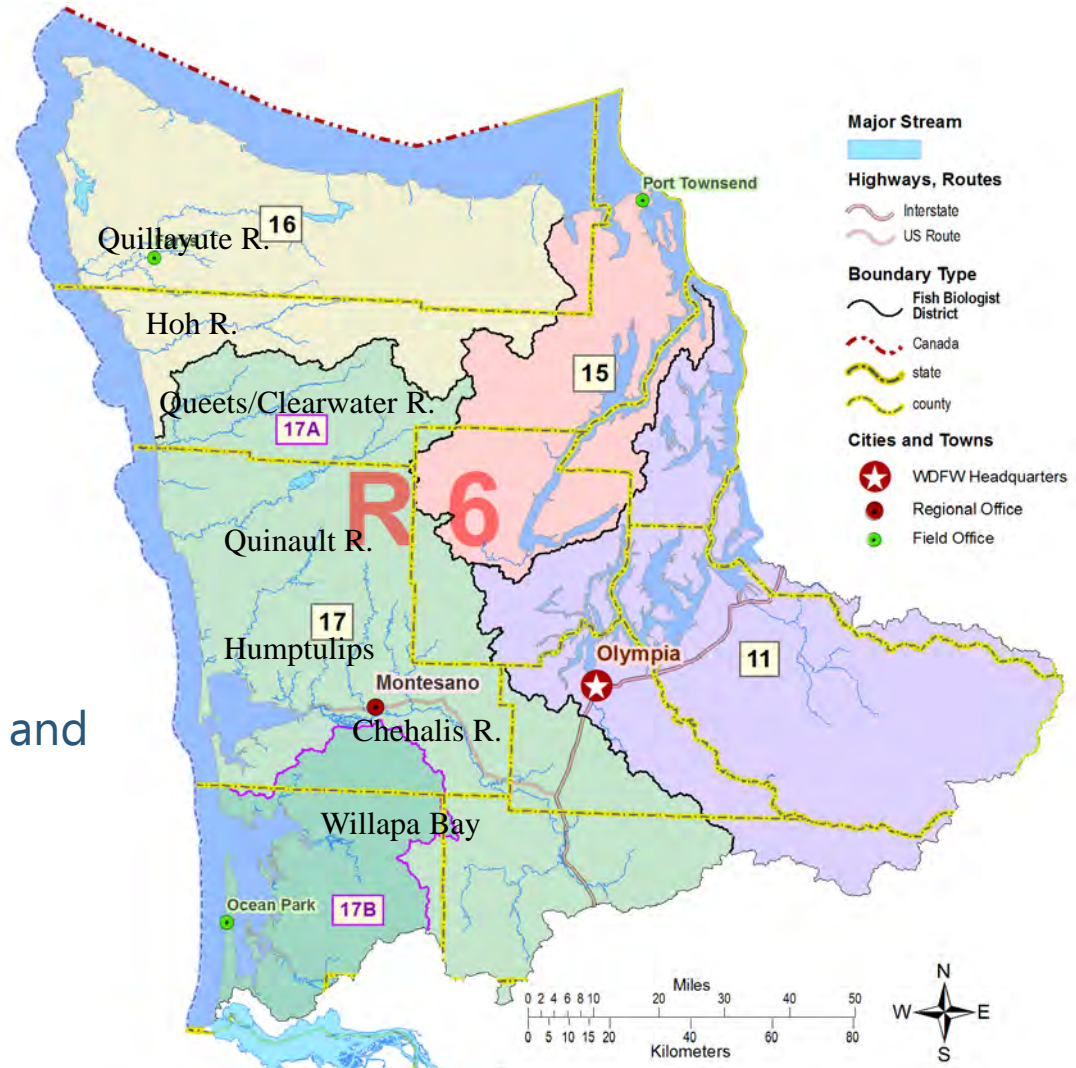 Port Townsend
16
Quillayute R.
Hoh R.
15
Queets/Clearwater R.
17A
R 6
Quinault R.
17
Humptulips
Olympia
11
Montesano
Chehalis R.
and
Willapa Bay
Ocean Park
17B
Major Stream
Highways, Routes
Interstate
US Route
Boundary Type
Fish Biologist
District
Canada
state
county
Cities and Towns
WDFW Headquarters
Regional Office
Field Office
Miles
0 2 4 6 8 10 20 30 40 50
0 5 10 15 20 40 60 80
Kilometers
N
W E
S